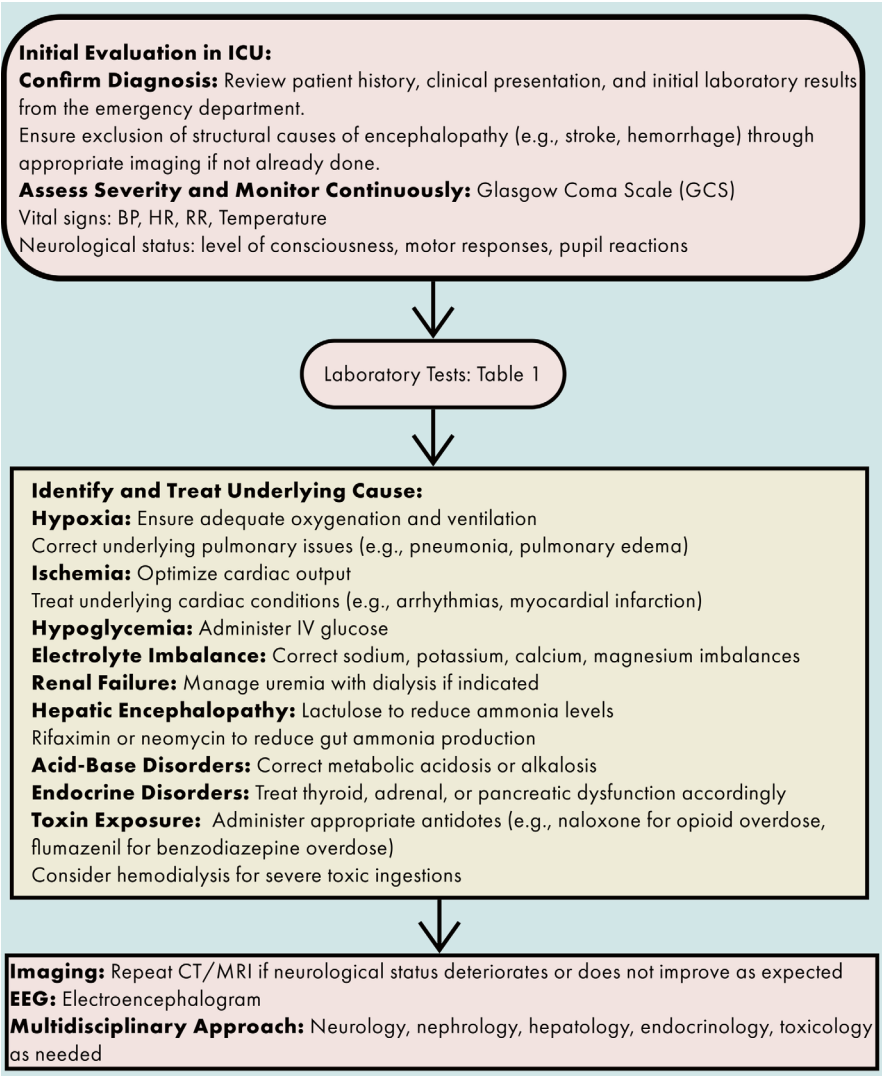 Initial Evaluation in ICU:
Confirm Diagnosis: Review patient history, clinical presentation, and initial laboratory results
from the emergency department.
Ensure exclusion of structural causes of encephalopathy (e.g., stroke, hemorrhage) through
appropriate imaging if not already done.
Assess Severity and Monitor Continuously: Glasgow Coma Scale (GCS)
Vital signs: BP, HR, RR, Temperature
Neurological status: level of consciousness, motor responses, pupil reactions
Laboratory Tests: Table 1
Identify and Treat Underlying Cause:
Hypoxia: Ensure adequate oxygenation and ventilation
Correct underlying pulmonary issues (e.g., pneumonia, pulmonary edema)
Ischemia: Optimize cardiac output
Treat underlying cardiac conditions (e.g., arrhythmias, myocardial infarction)
Hypoglycemia: Administer IV glucose
Electrolyte Imbalance: Correct sodium, potassium, calcium, magnesium imbalances
Renal Failure: Manage uremia with dialysis if indicated
Hepatic Encephalopathy: Lactulose to reduce ammonia levels
Rifaximin or neomycin to reduce gut ammonia production
Acid-Base Disorders: Correct metabolic acidosis or alkalosis
Endocrine Disorders: Treat thyroid, adrenal, or pancreatic dysfunction accordingly
Toxin Exposure: Administer appropriate antidotes (e.g., naloxone for opioid overdose,
flumazenil for benzodiazepine overdose)
Consider hemodialysis for severe toxic ingestions
Imaging: Repeat CT/MRI if neurological status deteriorates or does not improve as expected
EEG: Electroencephalogram
Multidisciplinary Approach: Neurology, nephrology, hepatology, endocrinology, toxicology
as needed